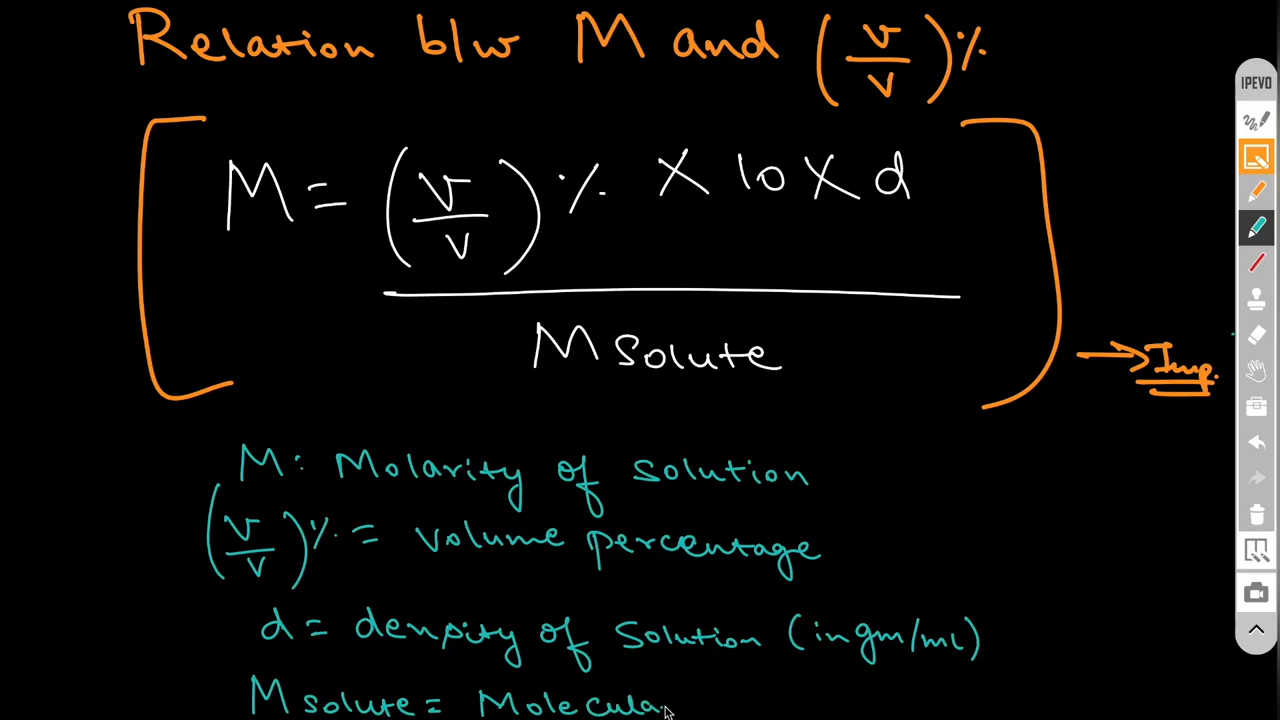 Relation b/w M and (v/v)%
IPEVO
M = (v/v)% X 10 X d
M solute
→ Imp.
M: Molarity of solution
(v/v)% = volume percentage
d = density of solution (in gm/ml)
M solute = Molecula